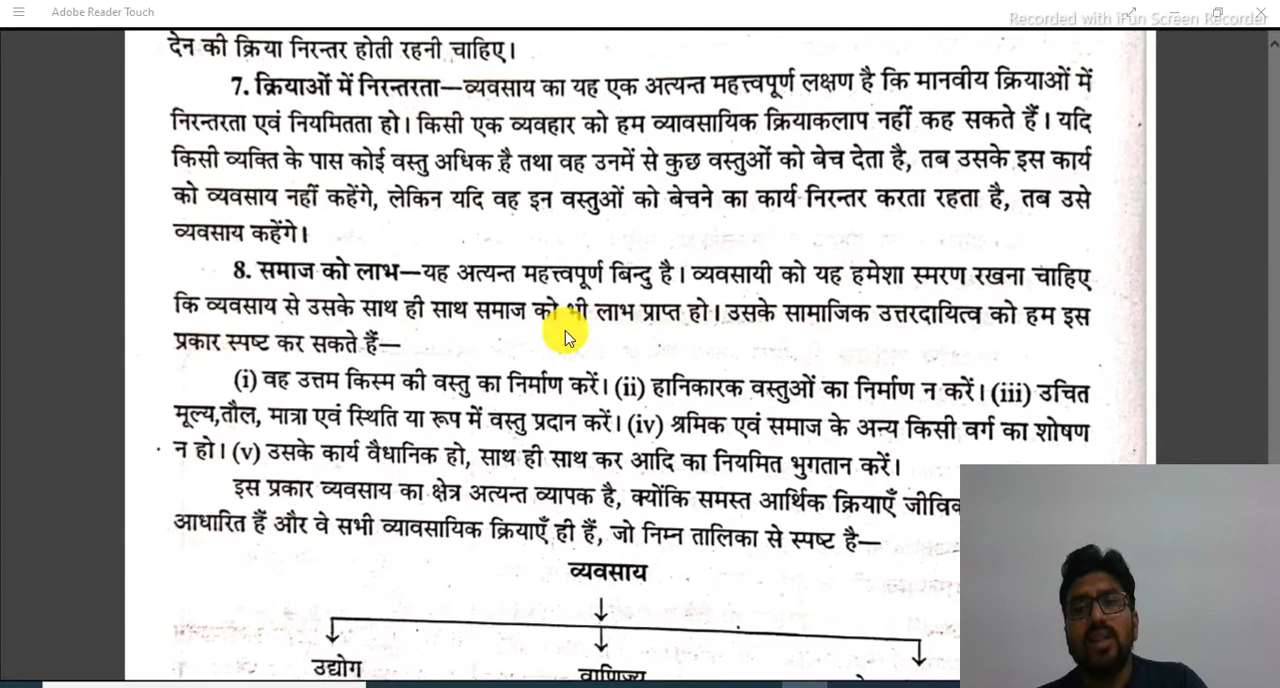 Adobe Reader Touch
Recorded with iFun Screen Recorder
देन की क्रिया निरन्तर होती रहनी चाहिए।
7. क्रियाओं में निरन्तरता—व्यवसाय का यह एक अत्यन्त महत्त्वपूर्ण लक्षण है कि मानवीय क्रियाओं में
निरन्तरता एवं नियमितता हो। किसी एक व्यवहार को हम व्यावसायिक क्रियाकलाप नहीं कह सकते हैं। यदि
किसी व्यक्ति के पास कोई वस्तु अधिक है तथा वह उनमें से कुछ वस्तुओं को बेच देता है, तब उसके इस कार्य
को व्यवसाय नहीं कहेंगे, लेकिन यदि वह इन वस्तुओं को बेचने का कार्य निरन्तर करता रहता है, तब उसे
व्यवसाय कहेंगे।
8. समाज को लाभ—यह अत्यन्त महत्त्वपूर्ण बिन्दु है। व्यवसायी को यह हमेशा स्मरण रखना चाहिए
कि व्यवसाय से उसके साथ ही साथ समाज को भी लाभ प्राप्त हो। उसके सामाजिक उत्तरदायित्व को हम इस
प्रकार स्पष्ट कर सकते हैं—
(i) वह उत्तम किस्म की वस्तु का निर्माण करें। (ii) हानिकारक वस्तुओं का निर्माण न करें। (iii) उचित
मूल्य,तौल, मात्रा एवं स्थिति या रूप में वस्तु प्रदान करें। (iv) श्रमिक एवं समाज के अन्य किसी वर्ग का शोषण
न हो। (v) उसके कार्य वैधानिक हो, साथ ही साथ कर आदि का नियमित भुगतान करें।
इस प्रकार व्यवसाय का क्षेत्र अत्यन्त व्यापक है, क्योंकि समस्त आर्थिक क्रियाएँ
आधारित हैं और वे सभी व्यावसायिक क्रियाएँ ही हैं, जो निम्न तालिका से स्पष्ट है—
व्यवसाय
उद्योग
वाणिज्य